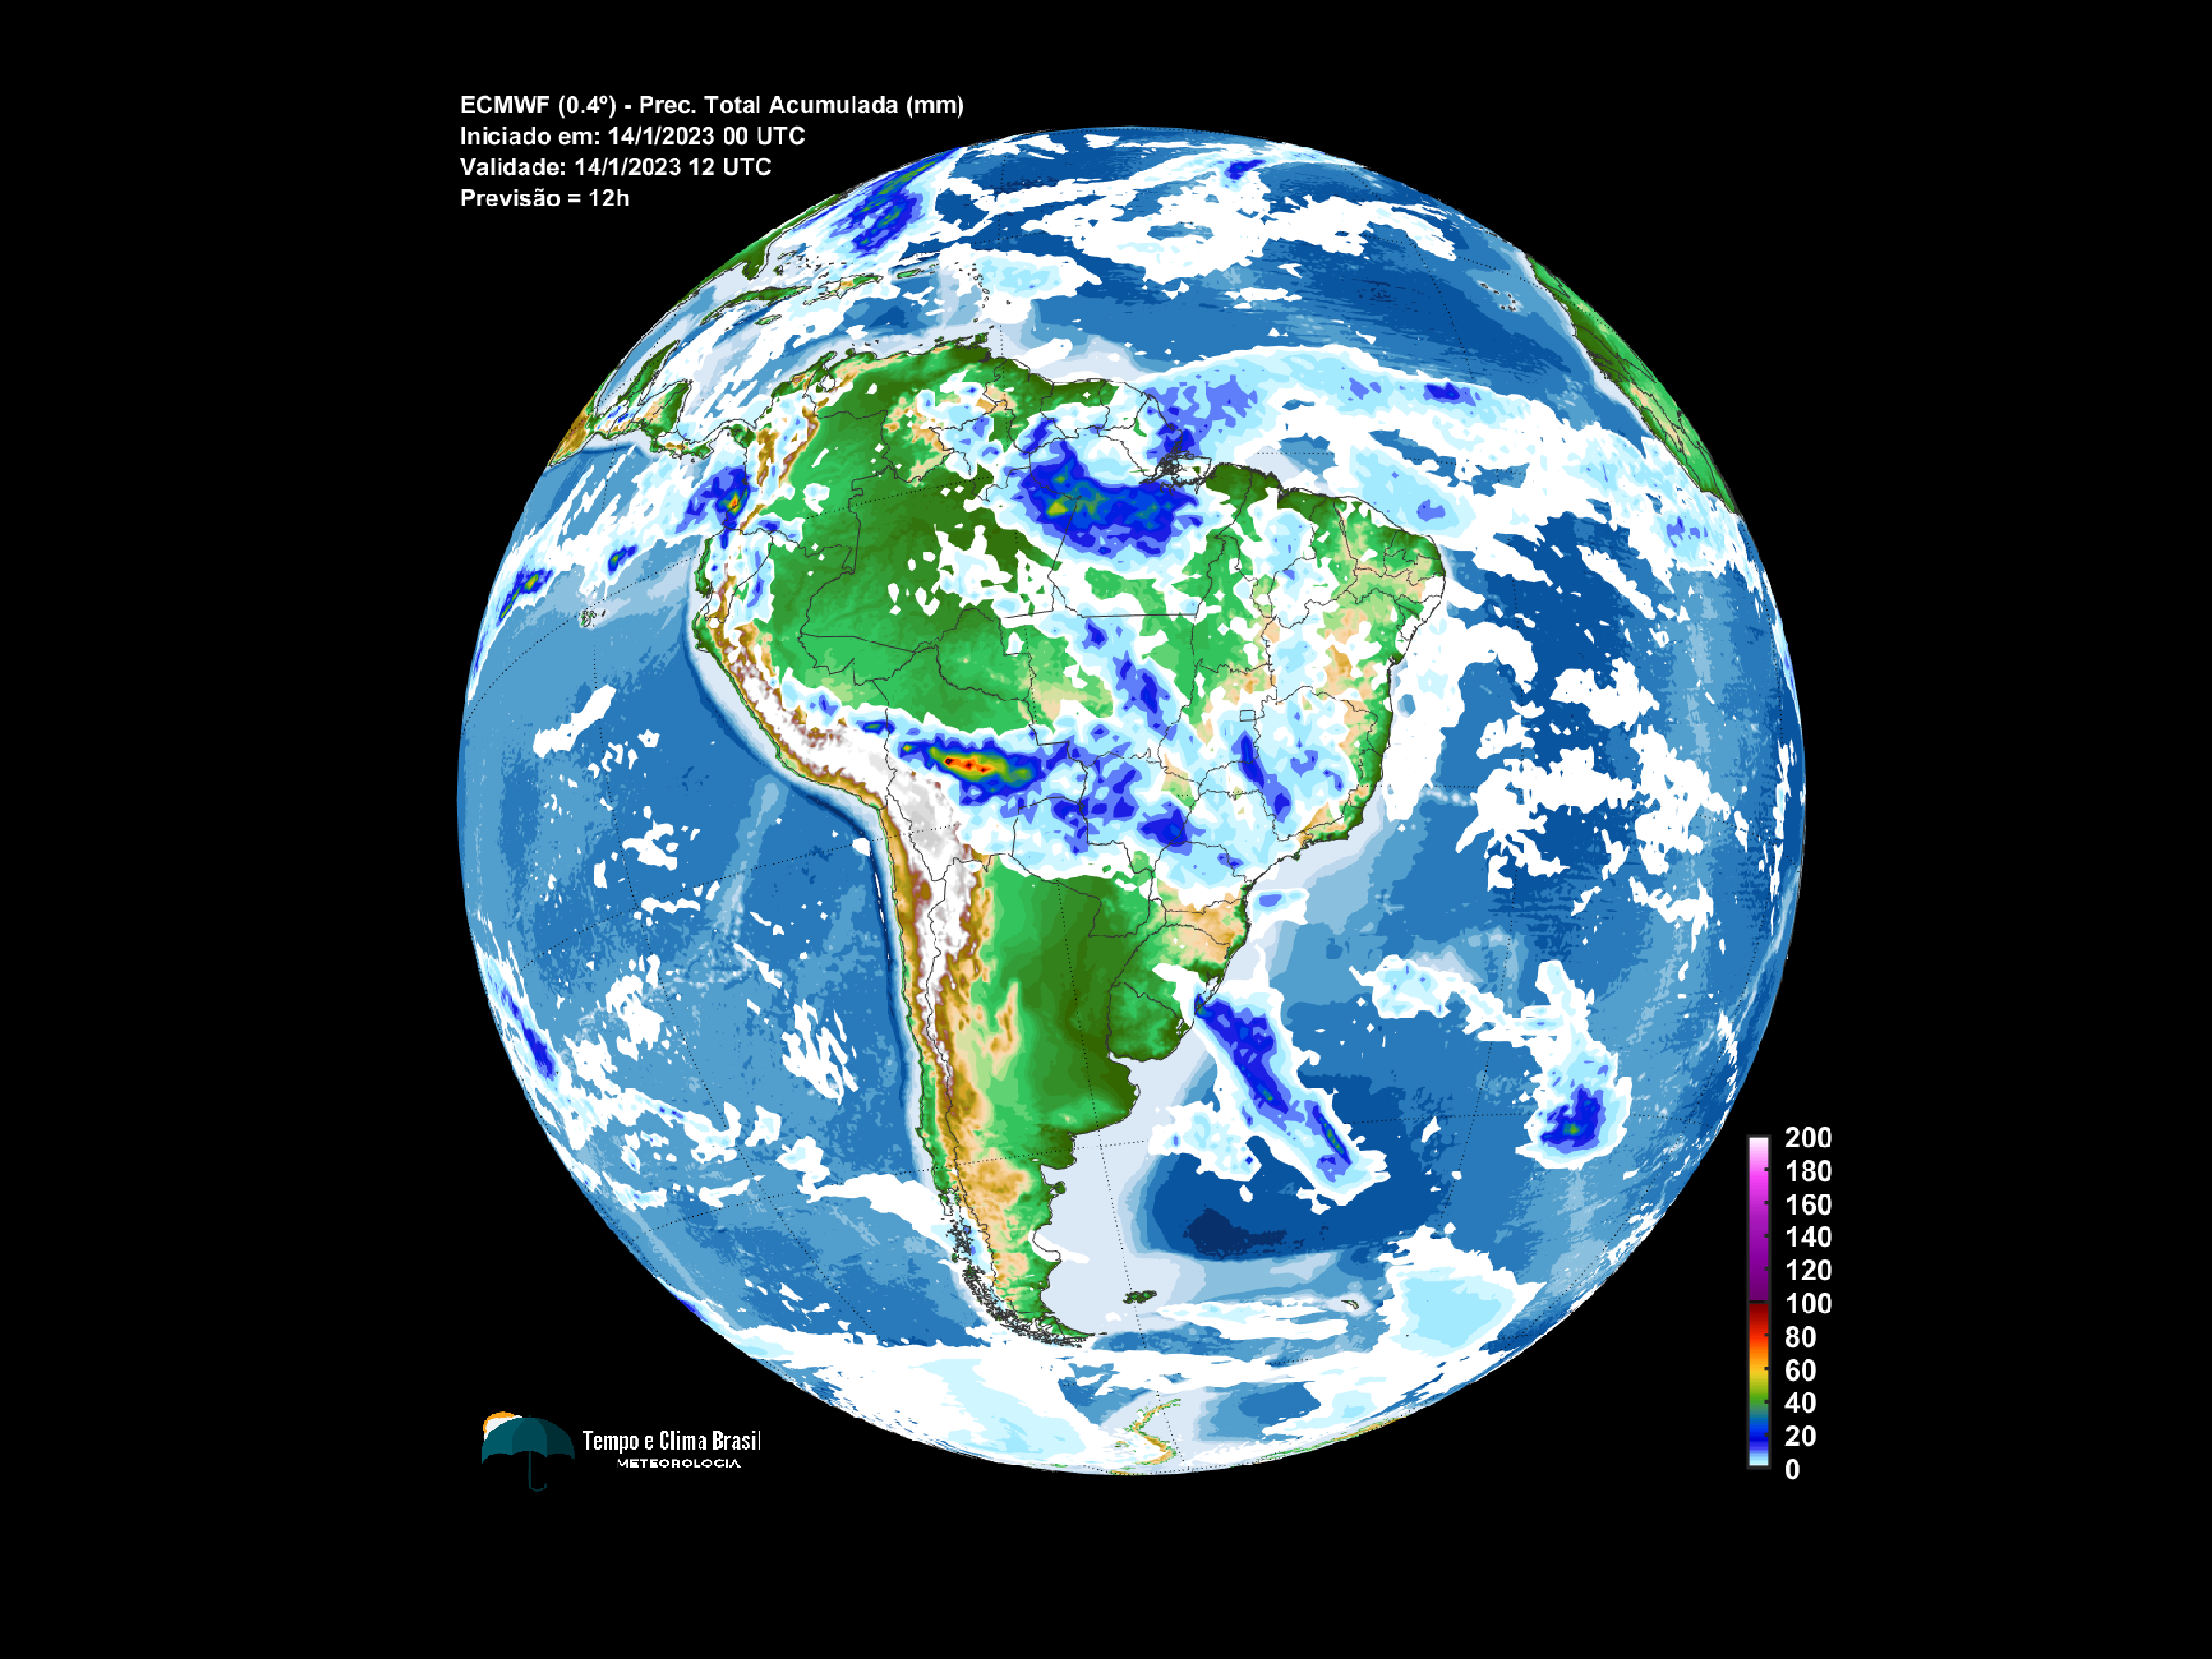 ECMWF (0.4º) - Prec. Total Acumulada (mm)
Iniciado em: 14/1/2023 00 UTC
Validade: 14/1/2023 12 UTC
Previsão = 12h
200
180
160
140
120
100
80
60
40
20
0
Tempo e Clima Brasil
METEOROLOGIA